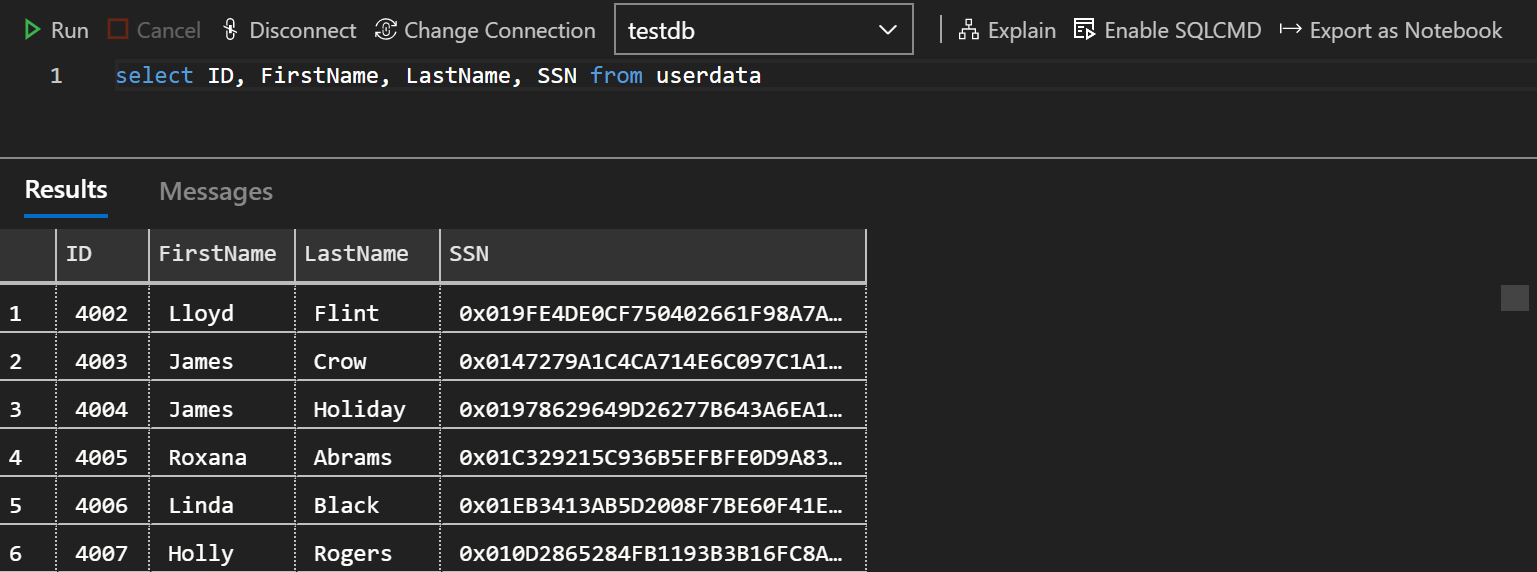 Run Cancel Disconnect Change Connection testdb Explain Enable SQLCMD Export as Notebook
1 select ID, FirstName, LastName, SSN from userdata
Results Messages
ID FirstName LastName SSN
1 4002 Lloyd Flint 0x019FE4DE0CF750402661F98A7A…
2 4003 James Crow 0x0147279A1C4CA714E6C097C1A1…
3 4004 James Holiday 0x01978629649D26277B643A6EA1…
4 4005 Roxana Abrams 0x01C329215C936B5EFBFE0D9A83…
5 4006 Linda Black 0x01EB3413AB5D2008F7BE60F41E…
6 4007 Holly Rogers 0x010D2865284FB1193B3B16FC8A…